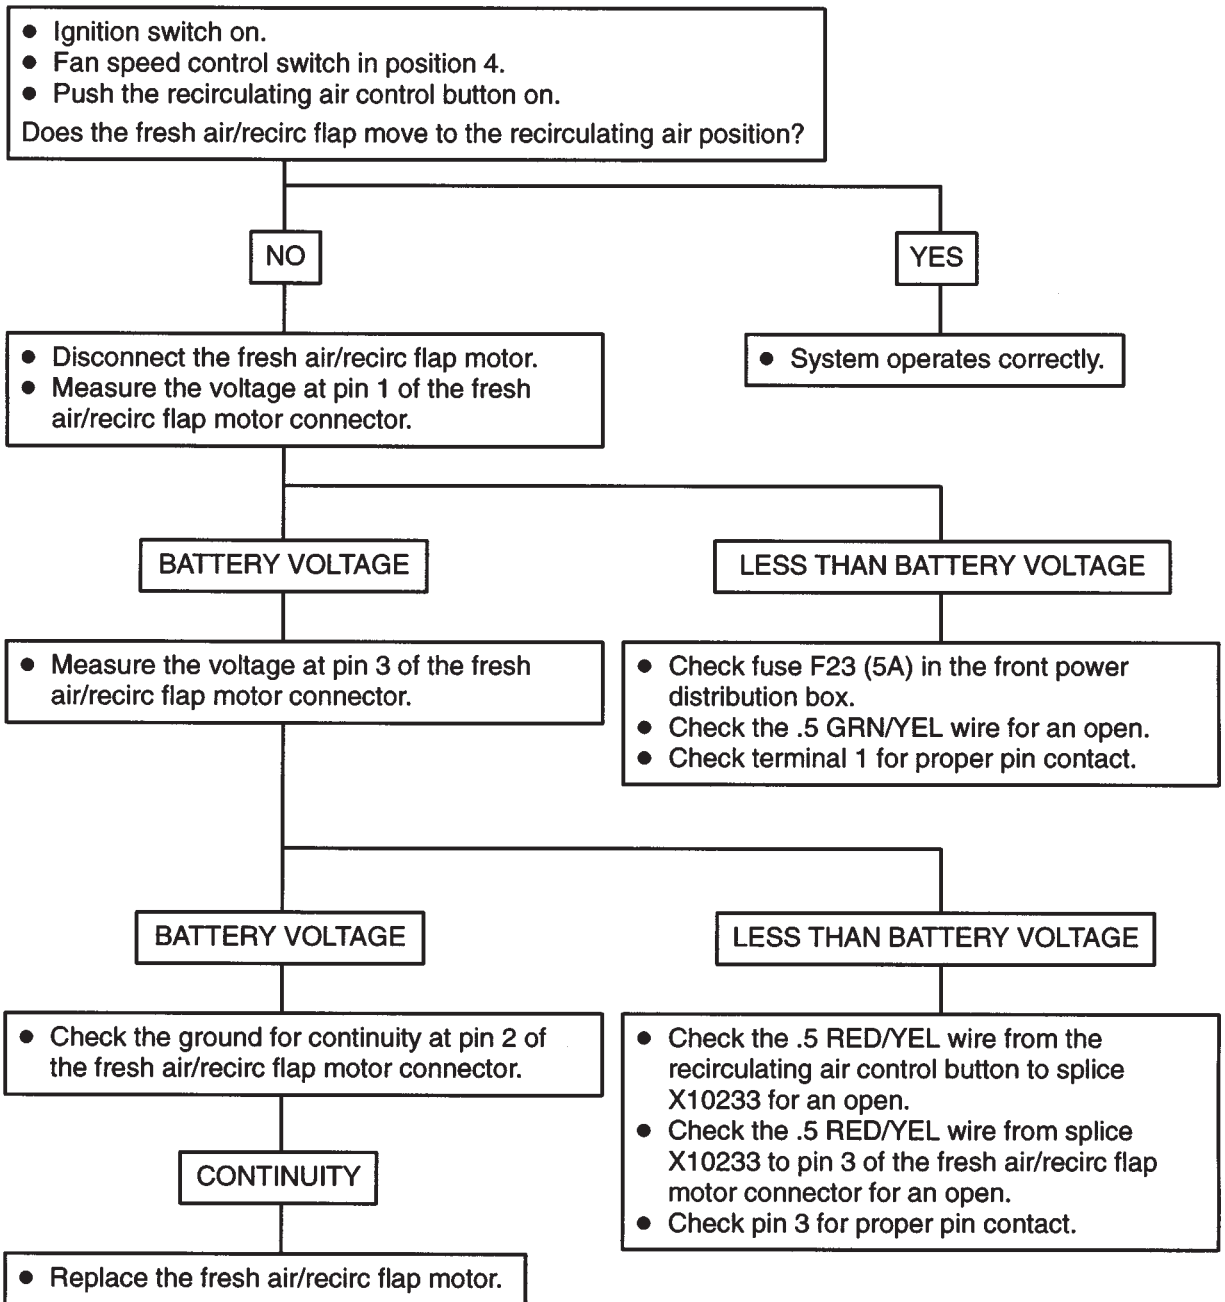 ● Ignition switch on.
● Fan speed control switch in position 4.
● Push the recirculating air control button on.
Does the fresh air/recirc flap move to the recirculating air position?
NO
YES
● Disconnect the fresh air/recirc flap motor.
● Measure the voltage at pin 1 of the fresh
air/recirc flap motor connector.
● System operates correctly.
BATTERY VOLTAGE
LESS THAN BATTERY VOLTAGE
● Measure the voltage at pin 3 of the fresh
air/recirc flap motor connector.
● Check fuse F23 (5A) in the front power
distribution box.
● Check the .5 GRN/YEL wire for an open.
● Check terminal 1 for proper pin contact.
BATTERY VOLTAGE
LESS THAN BATTERY VOLTAGE
● Check the ground for continuity at pin 2 of
the fresh air/recirc flap motor connector.
● Check the .5 RED/YEL wire from the
recirculating air control button to splice
X10233 for an open.
● Check the .5 RED/YEL wire from splice
X10233 to pin 3 of the fresh air/recirc flap
motor connector for an open.
● Check pin 3 for proper pin contact.
CONTINUITY
● Replace the fresh air/recirc flap motor.